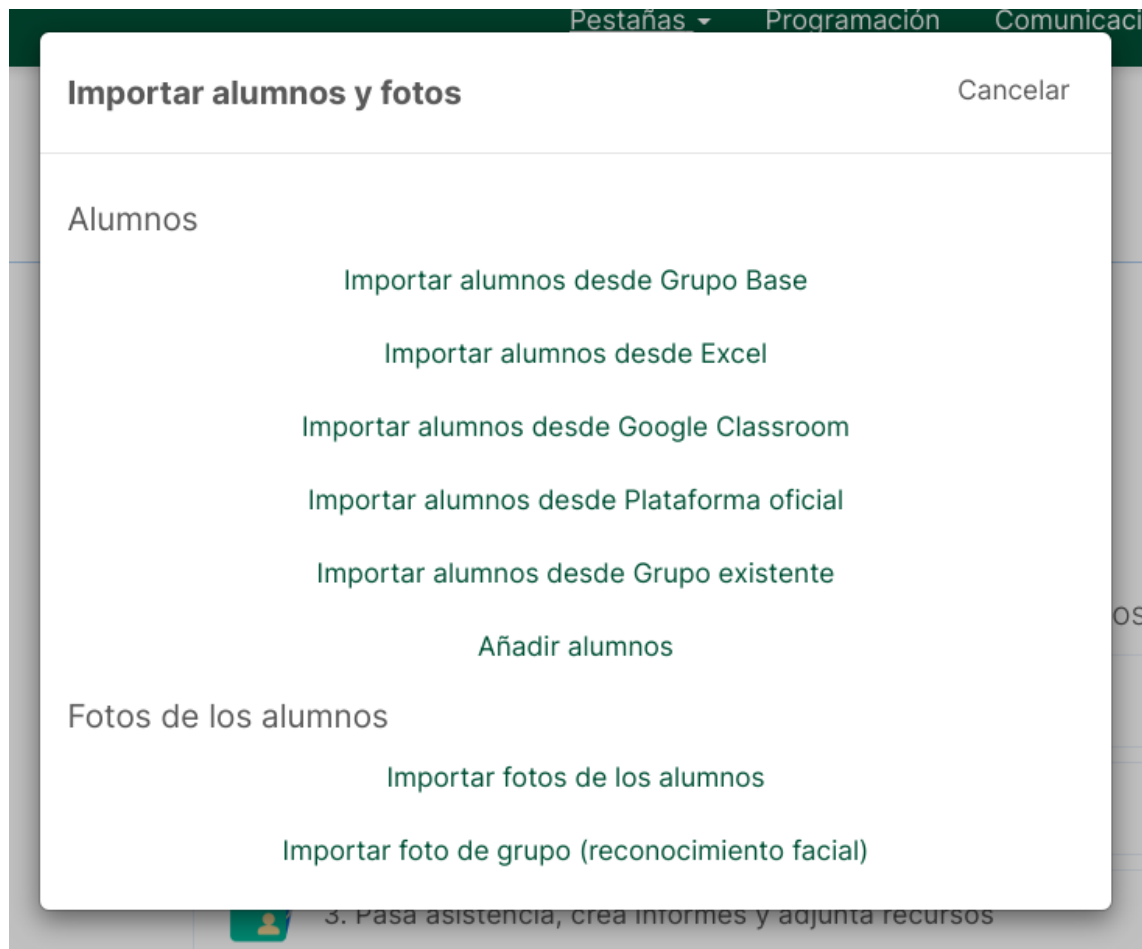 Pestañas Programación
Importar alumnos y fotos Cancelar
Alumnos
Importar alumnos desde Grupo Base
Importar alumnos desde Excel
Importar alumnos desde Google Classroom
Importar alumnos desde Plataforma oficial
Importar alumnos desde Grupo existente
Añadir alumnos
Fotos de los alumnos
Importar fotos de los alumnos
Importar foto de grupo (reconocimiento facial)
3. Pasa asistencia, crea informes y adjunta recursos